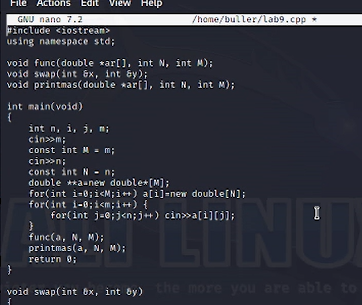 File Actions Edit View Help
GNU nano 7.2 /home/buller/lab9.cpp *
#include <iostream>
using namespace std;
void func(double *ar[], int N, int M);
void swap(int &x, int &y);
void printmas(double *ar[], int N, int M);
int main(void)
{
int n, i, j, m;
cin>>m;
const int M = m;
cin>>n;
const int N = n;
double **a=new double*[M];
for(int i=0;i<M;i++) a[i]=new double[N];
for(int i=0;i<m;i++) {
for(int j=0;j<n;j++) cin>>a[i][j];
}
func(a, N, M);
printmas(a, N, M);
return 0;
}
void swap(int &x, int &y)